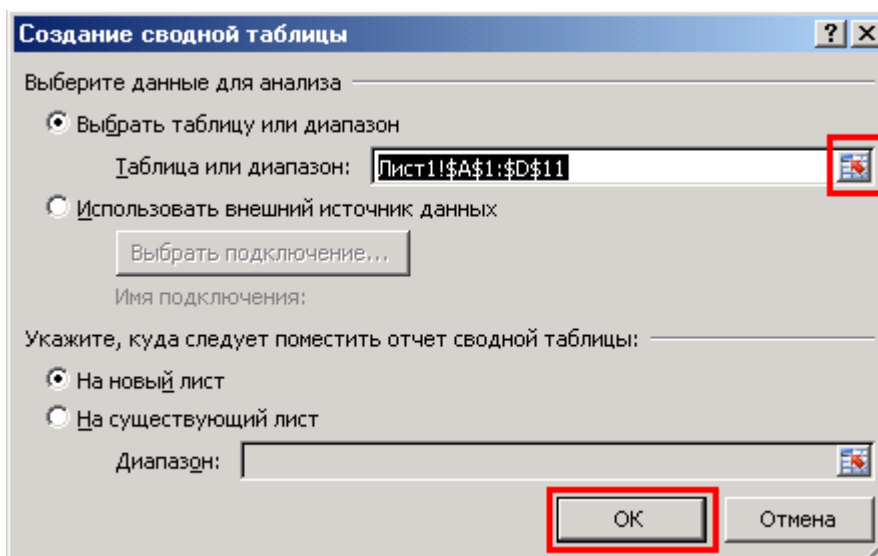 Создание сводной таблицы
Выберите данные для анализа
Выбрать таблицу или диапазон
Таблица или диапазон: Лист1!$A$1:$D$11
Использовать внешний источник данных
Выбрать подключение...
Имя подключения:
Укажите, куда следует поместить отчет сводной таблицы:
На новый лист
На существующий лист
Диапазон:
ОК Отмена